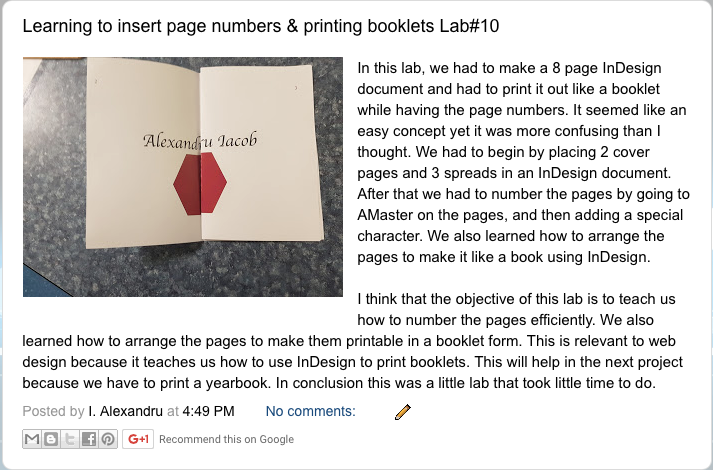 Learning to insert page numbers & printing booklets Lab#10
Alexandru Iacob
In this lab, we had to make a 8 page InDesign
document and had to print it out like a booklet
while having the page numbers. It seemed like an
easy concept yet it was more confusing than I
thought. We had to begin by placing 2 cover
pages and 3 spreads in an InDesign document.
After that we had to number the pages by going to
AMaster on the pages, and then adding a special
character. We also learned how to arrange the
pages to make it like a book using InDesign.
I think that the objective of this lab is to teach us
how to number the pages efficiently. We also
learned how to arrange the pages to make them printable in a booklet form. This is relevant to web
design because it teaches us how to use InDesign to print booklets. This will help in the next project
because we have to print a yearbook. In conclusion this was a little lab that took little time to do.
Posted by I. Alexandru at 4:49 PM No comments:
G+1 Recommend this on Google